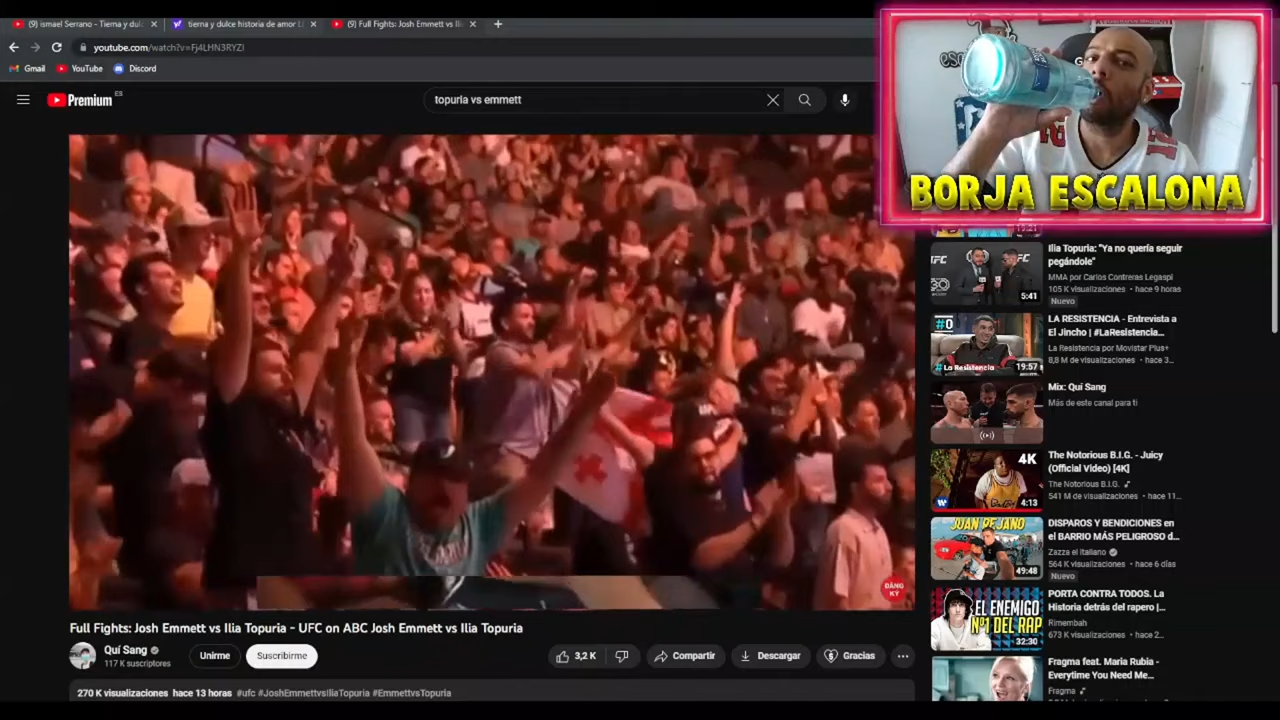 (9) ismael Serrano - Tierra y dul
tierna y dulce historia de amor L
(9) Full Fights: Josh Emmett vs Ili
youtube.com/watch?v=Fj4LHN3RYZI
Gmail
YouTube
Discord
Premium
ES
topuria vs emmett
BORJA ESCALONA
Ilia Topuria: "Ya no quería seguir
pegándole"
MMA por Carlos Contreras Legaspi
105 K visualizaciones • hace 9 horas
Nuevo
5:41
LA RESISTENCIA - Entrevista a
El Jincho | #LaResistencia...
La Resistencia por Movistar Plus+
8,8 M de visualizaciones • hace 3...
#0
#LaResistencia
19:57
Mix: Quí Sang
Más de este canal para ti
The Notorious B.I.G. - Juicy
(Official Video) [4K]
The Notorious B.I.G.
541 M de visualizaciones • hace 11...
4K
4:13
DISPAROS Y BENDICIONES en
el BARRIO MÁS PELIGROSO d...
Zazza el Italiano
564 K visualizaciones • hace 6 días
Nuevo
JUAN REJANO
49:48
PORTA CONTRA TODOS. La
Historia detrás del rapero |...
Rimembah
673 K visualizaciones • hace 2...
EL ENEMIGO
Nº1 DEL RAP
32:30
Fragma feat. Maria Rubia -
Everytime You Need Me...
Fragma
ĐĂNG
KÝ
Full Fights: Josh Emmett vs Ilia Topuria - UFC on ABC Josh Emmett vs Ilia Topuria
Quí Sang
117 K suscriptores
Unirme
Suscribirme
3,2 K
Compartir
Descargar
Gracias
270 K visualizaciones hace 13 horas #ufc #JoshEmmettvsIliaTopuria #EmmettvsTopuria